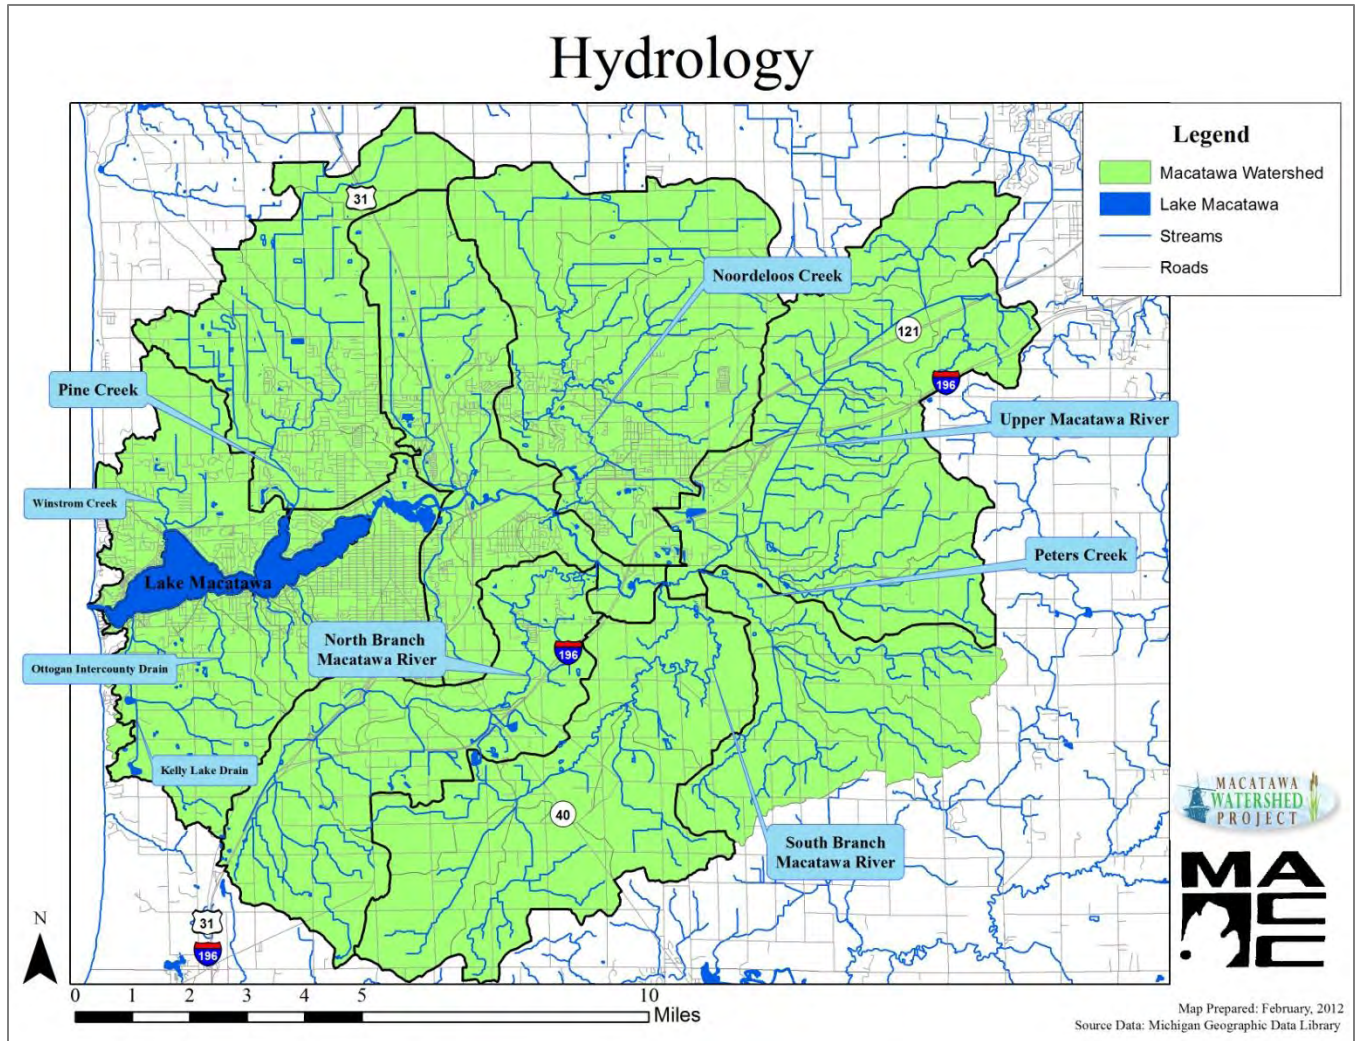 Hydrology
Legend
Macatawa Watershed
Lake Macatawa
Streams
Roads
31
Noordeloos Creek
121
196
Pine Creek
Upper Macatawa River
Winstrom Creek
Peters Creek
Lake Macatawa
North Branch
Macatawa River
196
Ottogan Intercounty Drain
Kelly Lake Drain
40
South Branch
Macatawa River
MACATAWA
WATERSHED
PROJECT
MA
CC
N
31
196
0 1 2 3 4 5 10
Miles
Map Prepared: February, 2012
Source Data: Michigan Geographic Data Library